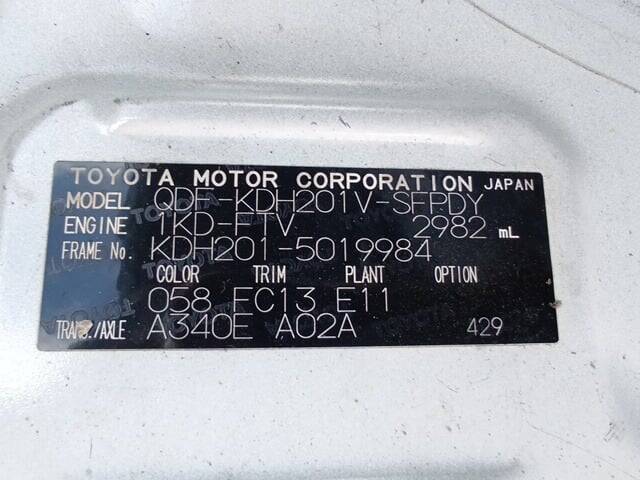 TOYOTA MOTOR CORPORATION JAPAN
MODEL QDF-KDH201V-SFPDY
ENGINE 1KD-FTV 2982 mL
FRAME No. KDH201-5019984
COLOR TRIM PLANT OPTION
058 FC13 E11
TRANS./AXLE A340E A02A 429